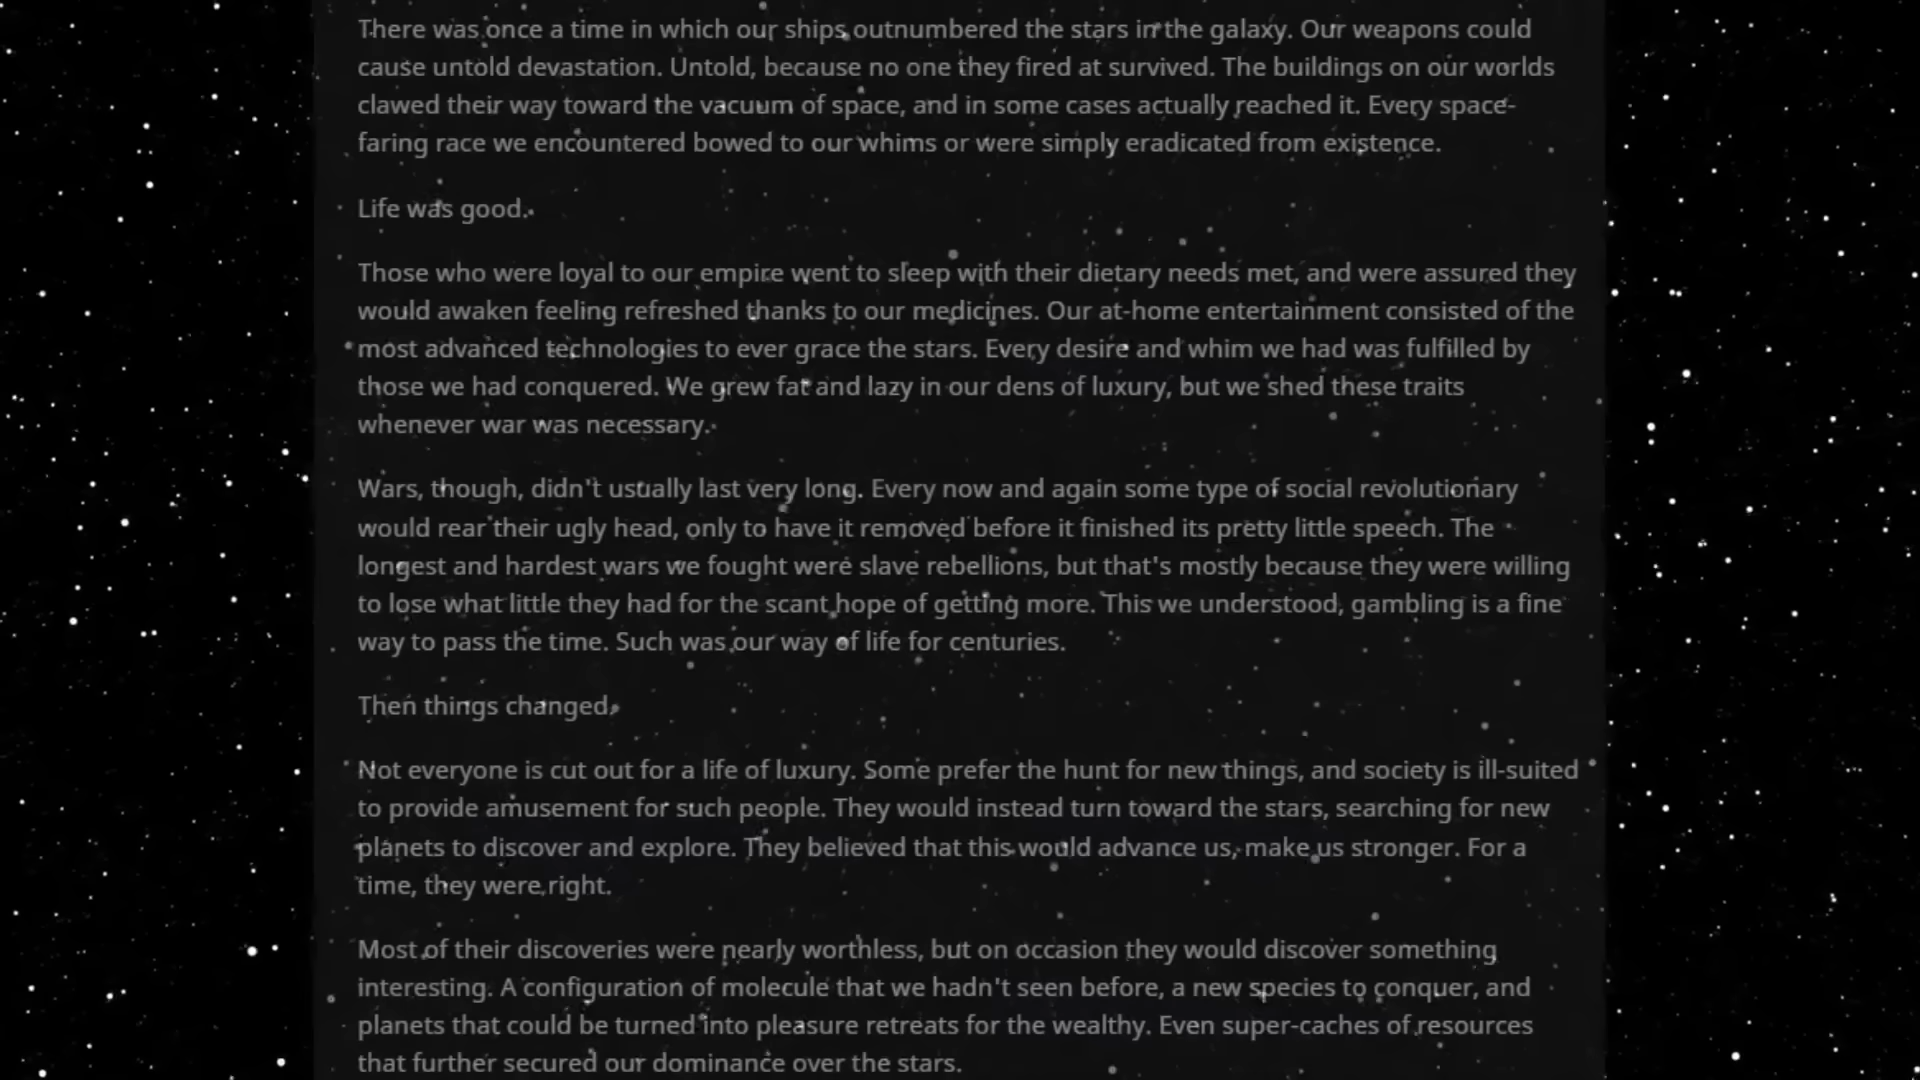 There was once a time in which our ships outnumbered the stars in the galaxy. Our weapons could
cause untold devastation. Untold, because no one they fired at survived. The buildings on our worlds
clawed their way toward the vacuum of space, and in some cases actually reached it. Every space-
faring race we encountered bowed to our whims or were simply eradicated from existence.
Life was good.
Those who were loyal to our empire went to sleep with their dietary needs met, and were assured they
would awaken feeling refreshed thanks to our medicines. Our at-home entertainment consisted of the
most advanced technologies to ever grace the stars. Every desire and whim we had was fulfilled by
those we had conquered. We grew fat and lazy in our dens of luxury, but we shed these traits
whenever war was necessary.
Wars, though, didn't usually last very long. Every now and again some type of social revolutionary
would rear their ugly head, only to have it removed before it finished its pretty little speech. The
longest and hardest wars we fought were slave rebellions, but that's mostly because they were willing
to lose what little they had for the scant hope of getting more. This we understood, gambling is a fine
way to pass the time. Such was our way of life for centuries.
Then things changed.
Not everyone is cut out for a life of luxury. Some prefer the hunt for new things, and society is ill-suited
to provide amusement for such people. They would instead turn toward the stars, searching for new
planets to discover and explore. They believed that this would advance us, make us stronger. For a
time, they were right.
Most of their discoveries were nearly worthless, but on occasion they would discover something
interesting. A configuration of molecule that we hadn't seen before, a new species to conquer, and
planets that could be turned into pleasure retreats for the wealthy. Even super-caches of resources
that further secured our dominance over the stars.